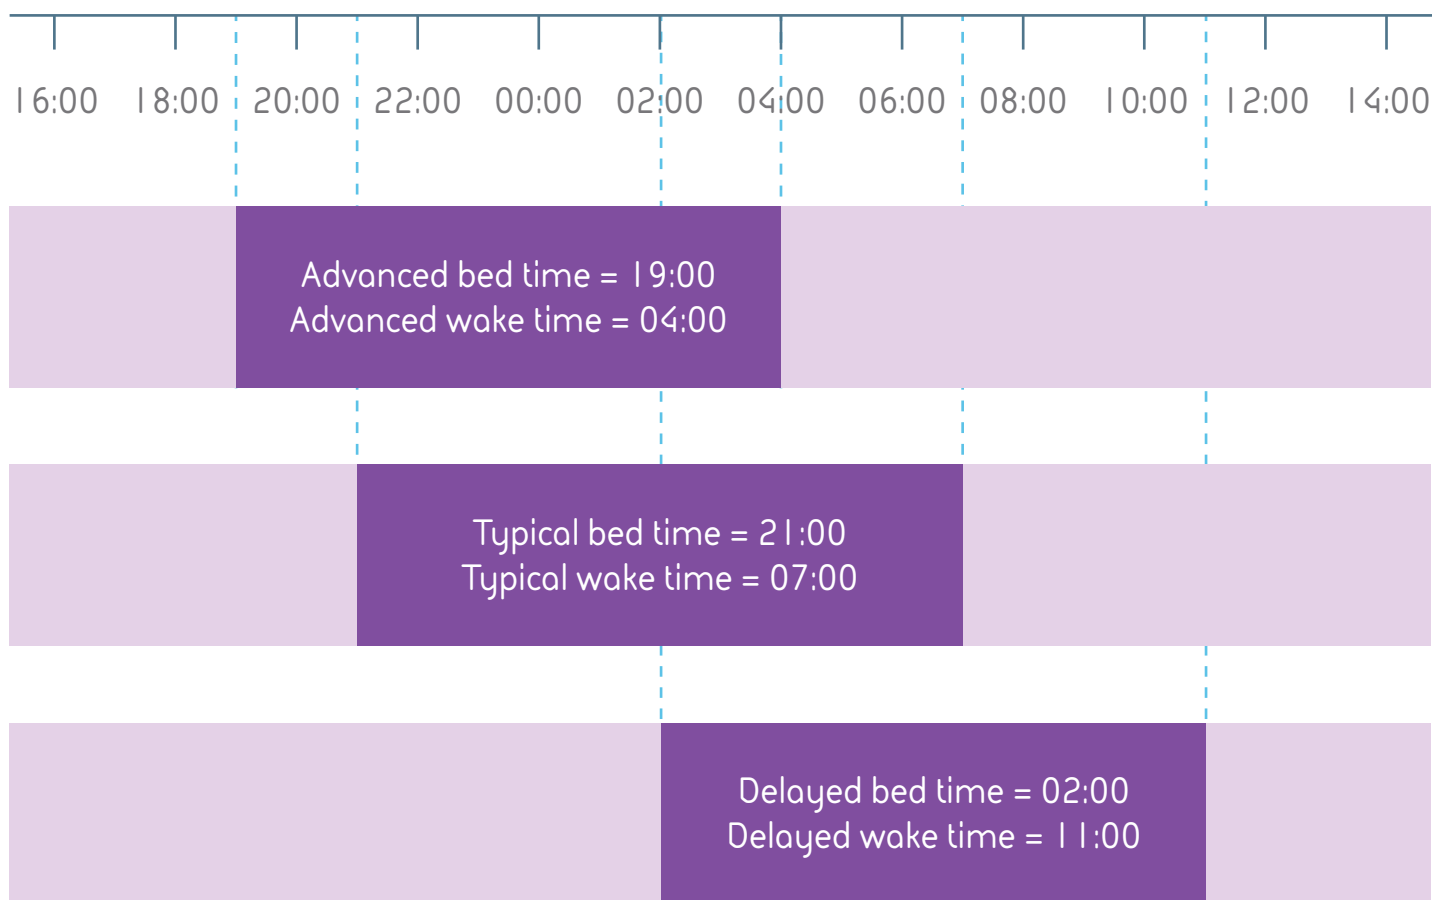 16:00 18:00 20:00 22:00 00:00 02:00 04:00 06:00 08:00 10:00 12:00 14:00
Advanced bed time = 19:00
Advanced wake time = 04:00
Typical bed time = 21:00
Typical wake time = 07:00
Delayed bed time = 02:00
Delayed wake time = 11:00